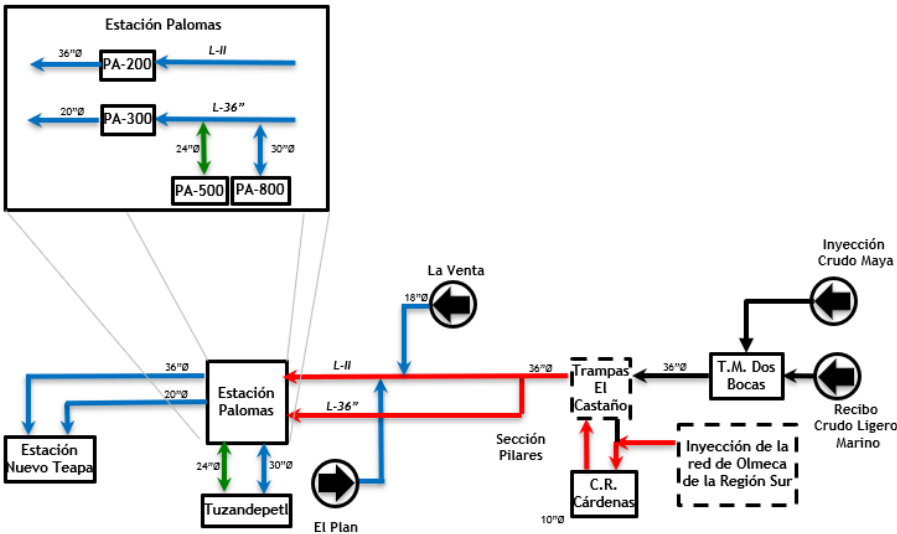 Estación Palomas
36"Ø
PA-200
L-II
20"Ø
PA-300
L-36"
24"Ø
30"Ø
PA-500
PA-800
La Venta
18"Ø
Inyección
Crudo Maya
36"Ø
20"Ø
Estación
Palomas
L-II
L-36"
36"Ø
Trampas
El
Castaño
36"Ø
T.M. Dos
Bocas
Recibo
Crudo Ligero
Marino
Estación
Nuevo Teapa
24"Ø
30"Ø
Tuzandepetl
El Plan
Sección
Pilares
C.R.
Cárdenas
10"Ø
Inyección de la
red de Olmeca
de la Región Sur